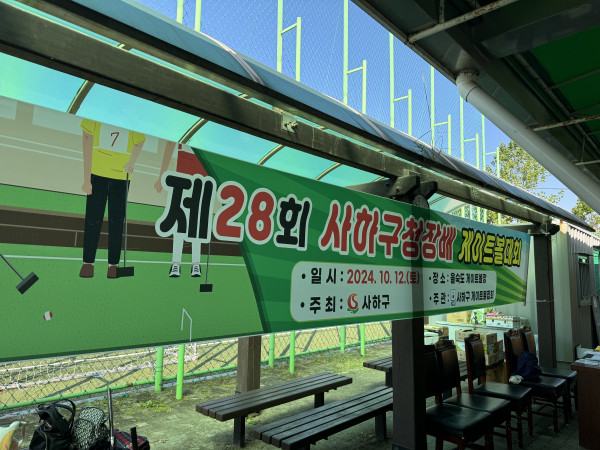 7
제28회 사하구청장배 게이트볼대회
• 일시 : 2024. 10. 12.(토) • 장소 : 을숙도 게이트볼장
• 주최 : 사하구 • 주관 : 사하구 게이트볼협회